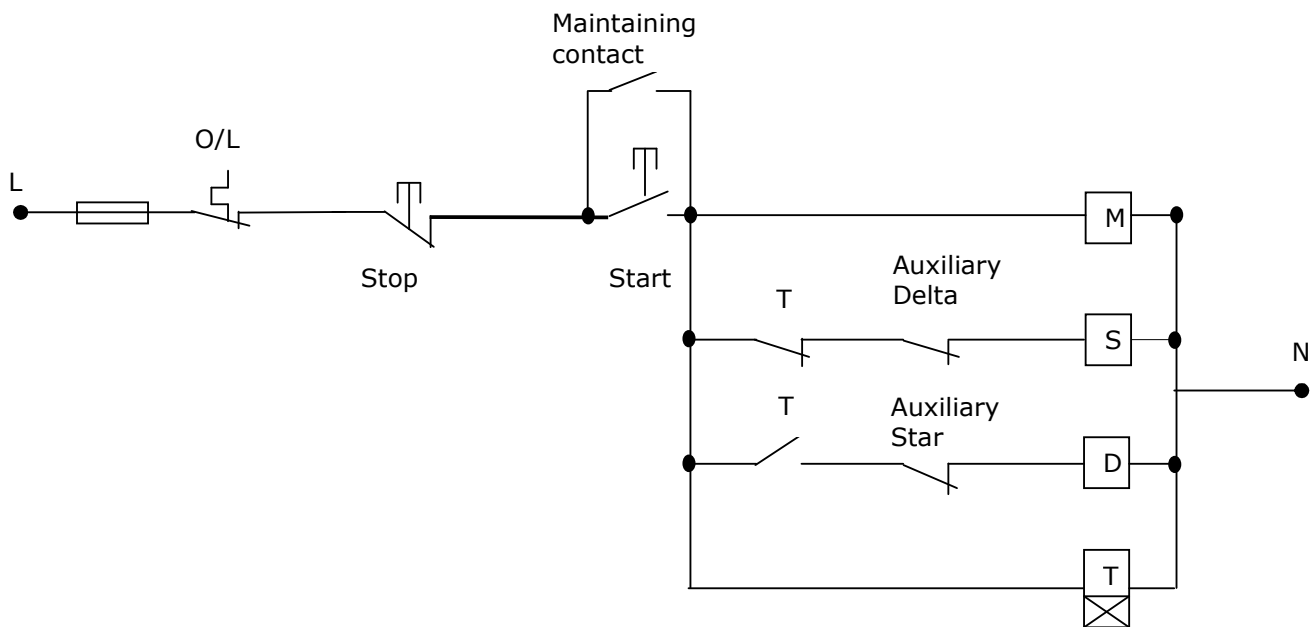 Maintaining
contact
O/L
L
M
Stop
Start
T
Auxiliary
Delta
S
N
T
Auxiliary
Star
D
T